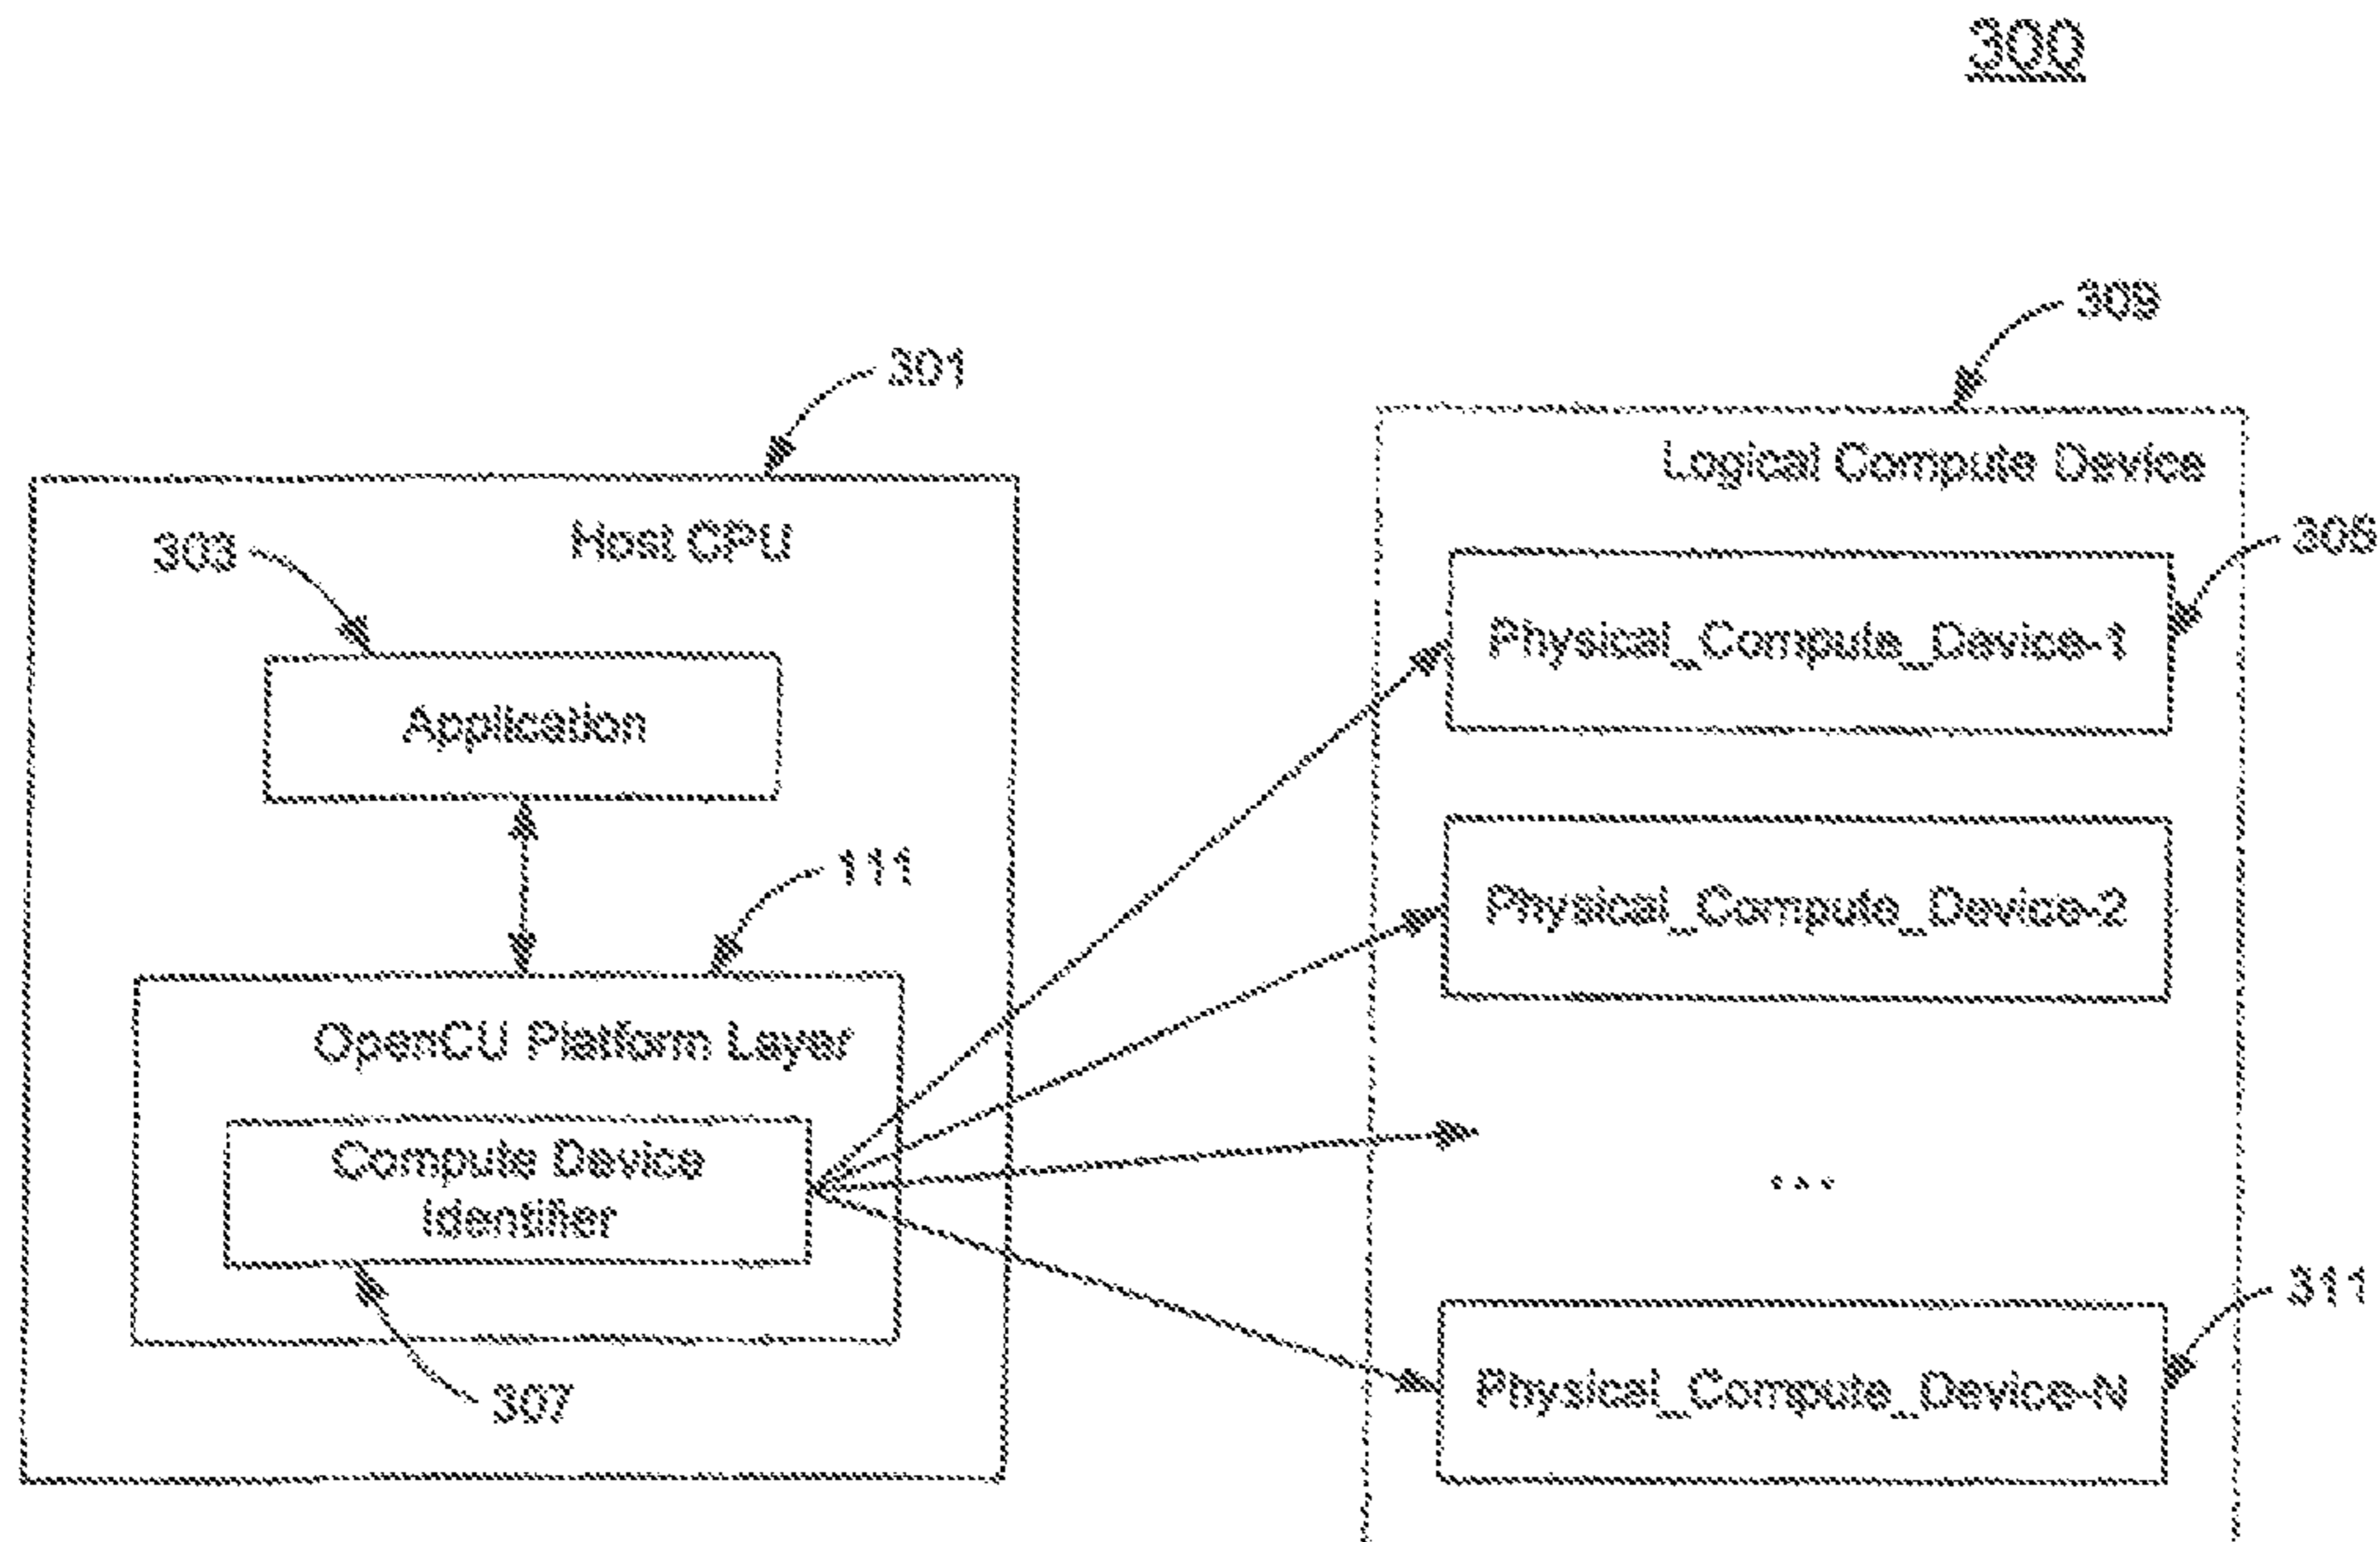 300
309
301
Logical Compute Device
Host CPU
303
305
Physical_Compute_Device-1
Application
111
Physical_Compute_Device-2
OpenCU Platform Layer
Compute Device
Identifier
...
311
Physical_Compute_Device-N
307